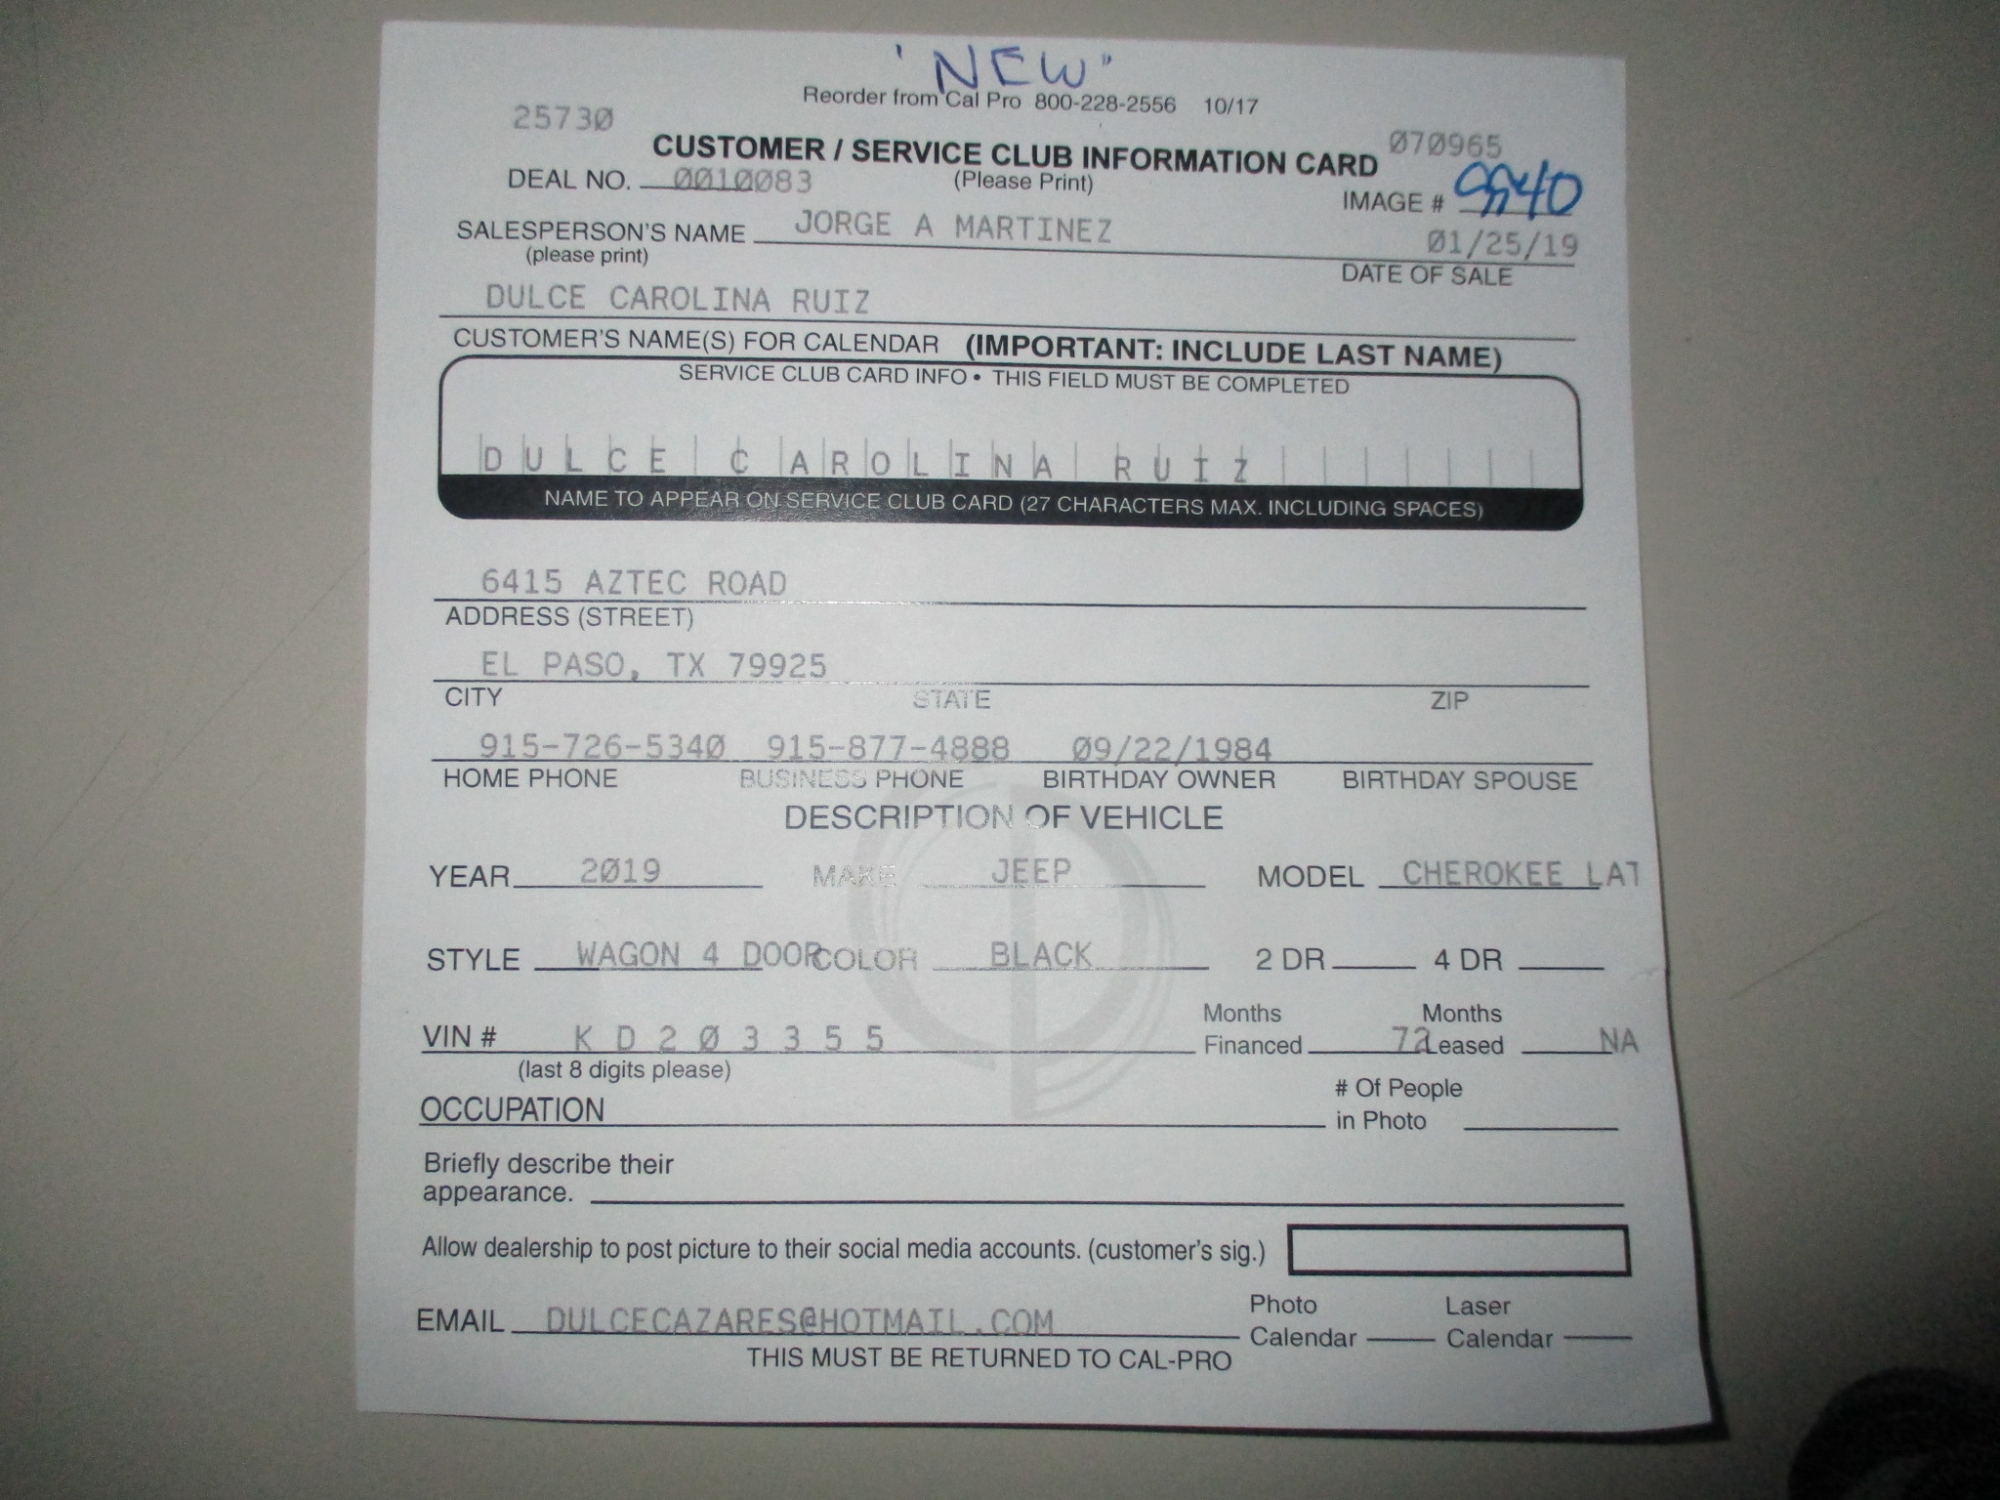 "NEW"
Reorder from Cal Pro 800-228-2556 10/17
25730 070965
CUSTOMER / SERVICE CLUB INFORMATION CARD
DEAL NO. 0010083 (Please Print) IMAGE #
SALESPERSON'S NAME JORGE A MARTINEZ 01/25/19
(please print) DATE OF SALE
DULCE CAROLINA RUIZ
CUSTOMER'S NAME(S) FOR CALENDAR (IMPORTANT: INCLUDE LAST NAME)
SERVICE CLUB CARD INFO • THIS FIELD MUST BE COMPLETED
DULCE CAROLINA RUIZ
NAME TO APPEAR ON SERVICE CLUB CARD (27 CHARACTERS MAX. INCLUDING SPACES)
6415 AZTEC ROAD
ADDRESS (STREET)
EL PASO, TX 79925
CITY STATE ZIP
915-726-5340 915-877-4888 09/22/1984
HOME PHONE BUSINESS PHONE BIRTHDAY OWNER BIRTHDAY SPOUSE
DESCRIPTION OF VEHICLE
YEAR 2019 MAKE JEEP MODEL CHEROKEE LAT
STYLE WAGON 4 DOOR COLOR BLACK 2 DR 4 DR
VIN # KD203355 Months Financed 72 Months Leased NA
(last 8 digits please)
OCCUPATION # Of People in Photo
Briefly describe their
appearance.
Allow dealership to post picture to their social media accounts. (customer's sig.)
EMAIL DULCECAZARES@HOTMAIL.COM Photo Calendar Laser Calendar
THIS MUST BE RETURNED TO CAL-PRO